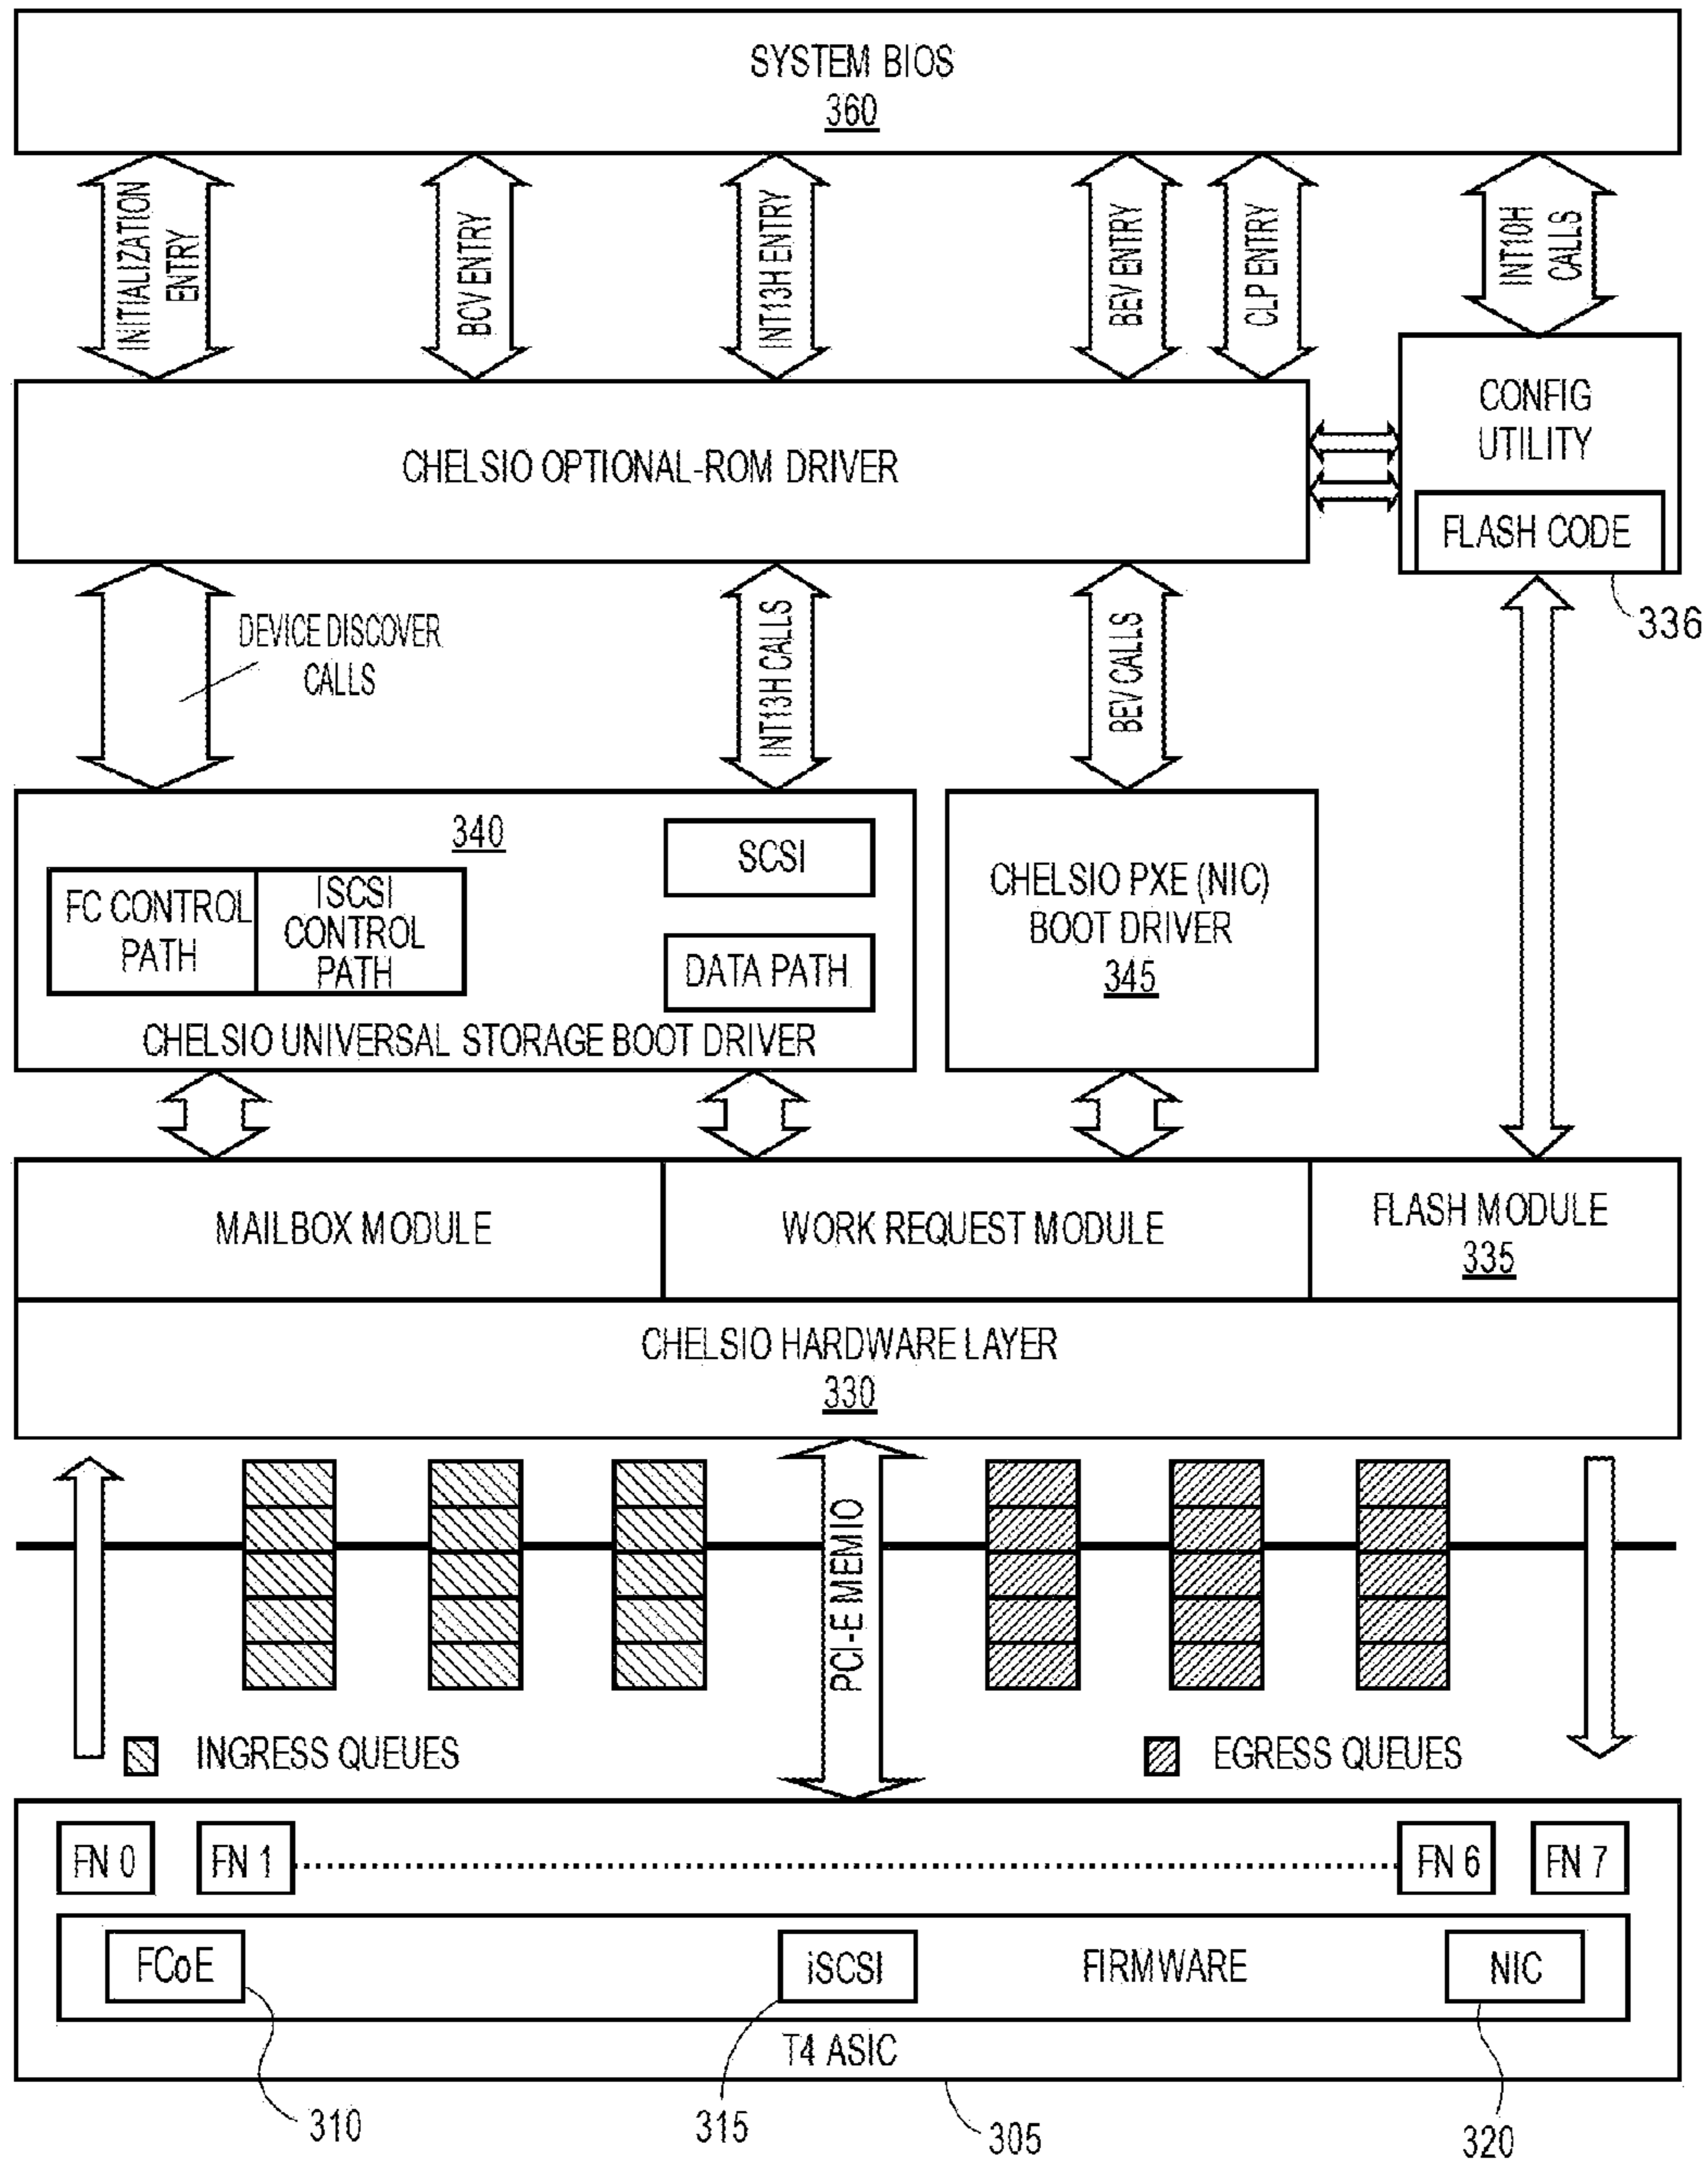 SYSTEM BIOS
360
INITIALIZATION
ENTRY
BCV ENTRY
INT13H ENTRY
BEV ENTRY
CLP ENTRY
INT10H
CALLS
CONFIG
UTILITY
FLASH CODE
336
CHELSIO OPTIONAL-ROM DRIVER
DEVICE DISCOVER
CALLS
INT13H CALLS
BEV CALLS
340
FC CONTROL
PATH
ISCSI
CONTROL
PATH
SCSI
DATA PATH
CHELSIO UNIVERSAL STORAGE BOOT DRIVER
CHELSIO PXE (NIC)
BOOT DRIVER
345
MAILBOX MODULE
WORK REQUEST MODULE
FLASH MODULE
335
CHELSIO HARDWARE LAYER
330
PCI-E MEMIO
INGRESS QUEUES
EGRESS QUEUES
FN 0
FN 1
FN 6
FN 7
FCoE
iSCSI
FIRMWARE
NIC
T4 ASIC
310
315
305
320